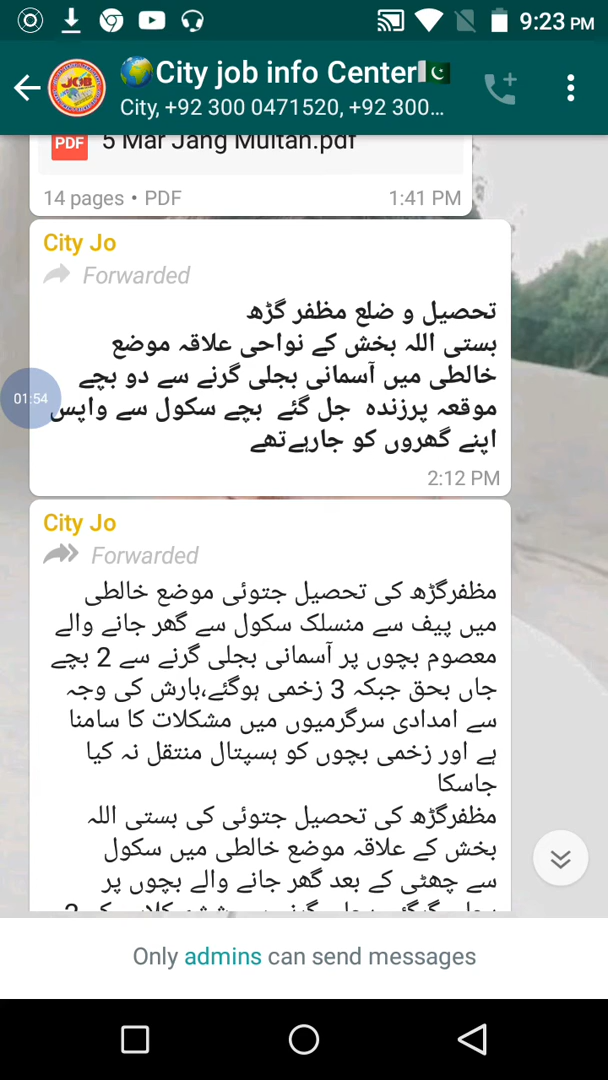 9:23 PM
City job info Center
City, +92 300 0471520, +92 300...
JOB
PDF
5 Mar Jang Multan.pdf
14 pages • PDF
1:41 PM
City Jo
Forwarded
تحصیل و ضلع مظفر گڑھ
بستی اللہ بخش کے نواحی علاقہ موضع
خالطی میں آسمانی بجلی گرنے سے دو بچے
موقعہ پرزندہ جل گئے بچے سکول سے واپس
اپنے گھروں کو جارہےتھے
2:12 PM
01:54
City Jo
Forwarded
مظفرگڑھ کی تحصیل جتوئی موضع خالطی
میں پیف سے منسلک سکول سے گھر جانے والے
معصوم بچوں پر آسمانی بجلی گرنے سے 2 بچے
جاں بحق جبکہ 3 زخمی ہوگئے،بارش کی وجہ
سے امدادی سرگرمیوں میں مشکلات کا سامنا
ہے اور زخمی بچوں کو ہسپتال منتقل نہ کیا
جاسکا
مظفرگڑھ کی تحصیل جتوئی کی بستی اللہ
بخش کے علاقہ موضع خالطی میں سکول
سے چھٹی کے بعد گھر جانے والے بچوں پر
Only admins can send messages